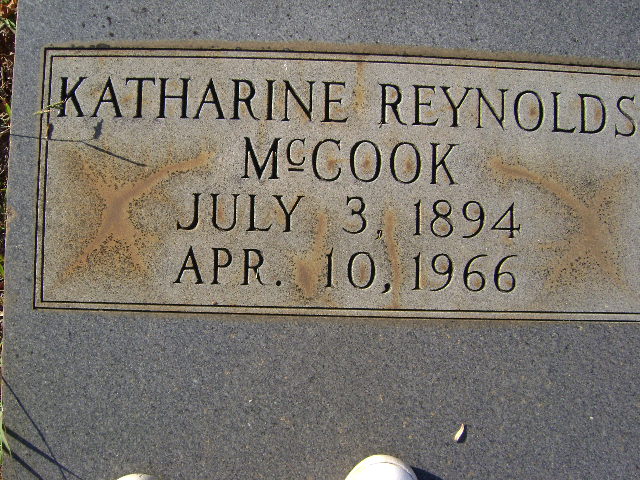 KATHARINE REYNOLDS
McCOOK
JULY 3, 1894
APR. 10, 1966